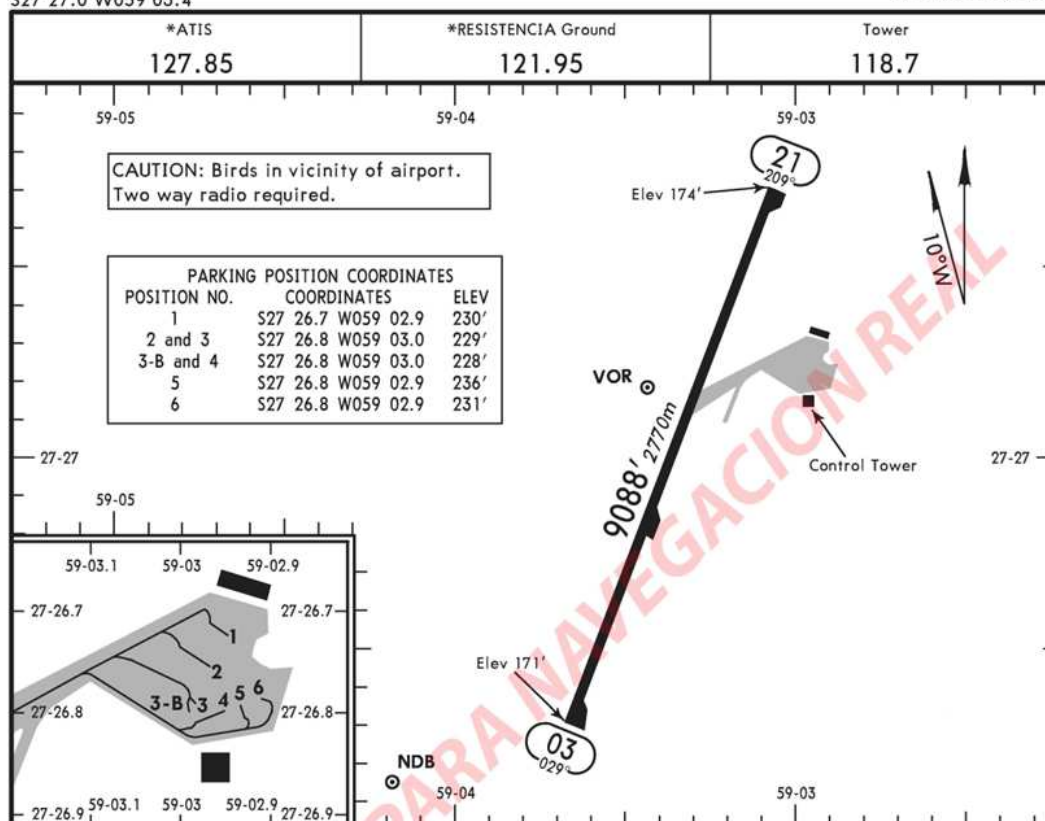 S27 27.0 W059 03.4
*ATIS
127.85
*RESISTENCIA Ground
121.95
Tower
118.7
59-05
59-04
59-03
CAUTION: Birds in vicinity of airport.
Two way radio required.
21
209°
Elev 174'
10°W
PARKING POSITION COORDINATES
POSITION NO. COORDINATES ELEV
1 S27 26.7 W059 02.9 230'
2 and 3 S27 26.8 W059 03.0 229'
3-B and 4 S27 26.8 W059 03.0 228'
5 S27 26.8 W059 02.9 236'
6 S27 26.8 W059 02.9 231'
VOR
9088' 2770m
Control Tower
27-27
27-27
59-05
59-03.1
59-03
59-02.9
27-26.7
27-26.7
1
2
3-B
3
4
5
6
27-26.8
27-26.8
59-03.1
59-03
59-02.9
27-26.9
27-26.9
Elev 171'
03
029°
NDB
59-04
59-03
PARA NAVEGACION REAL